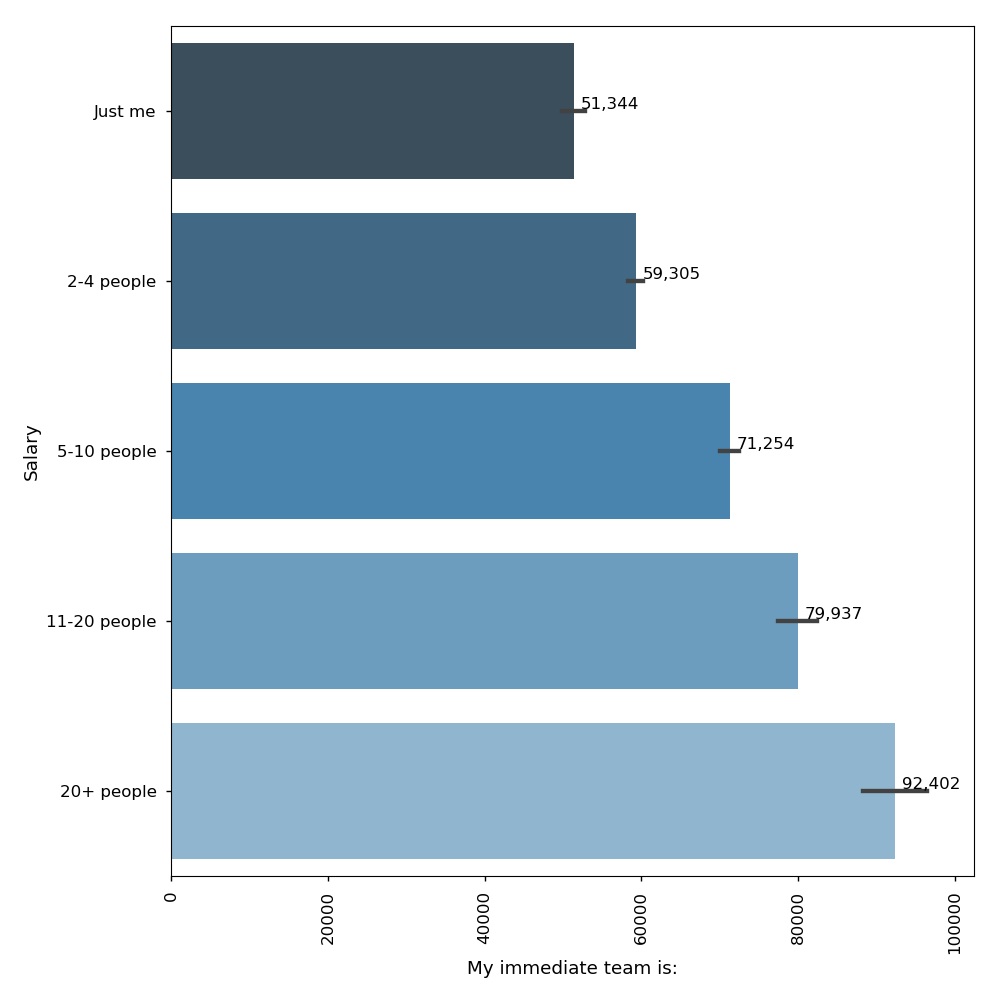 Just me
51,344
2-4 people
59,305
5-10 people
71,254
11-20 people
79,937
20+ people
92,402
Salary
0
20000
40000
60000
80000
100000
My immediate team is: